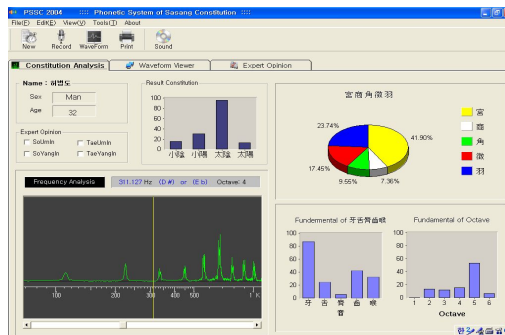 PSSC 2004 :::: Phonetic System of Sasang Constitution ::::
File(F) Edit(E) View(V) Tools(T) About
New Record WaveForm Print Sound
Constitution Analysis Waveform Viewer Expert Opinion
Name : 허범도
Sex Man
Age 32
Expert Opinion
SoUmIn TaeUmIn
SoYangIn TaeYangIn
Result Constitution
100
80
60
40
20
0
小陰 小陽 太陰 太陽
宮商角徵羽
23.74%
41.90%
17.45%
9.55%
7.36%
宮
商
角
徵
羽
Frequency Analysis 311.127 Hz (D#) or (Eb) Octave: 4
100 200 300 400 500 1 K
Fundermental of 牙舌脣齒喉
100
80
60
40
20
0
牙 舌 脣 齒 喉
音
Fundamental of Octave
100
80
60
40
20
0
1 2 3 4 5 6
Octave